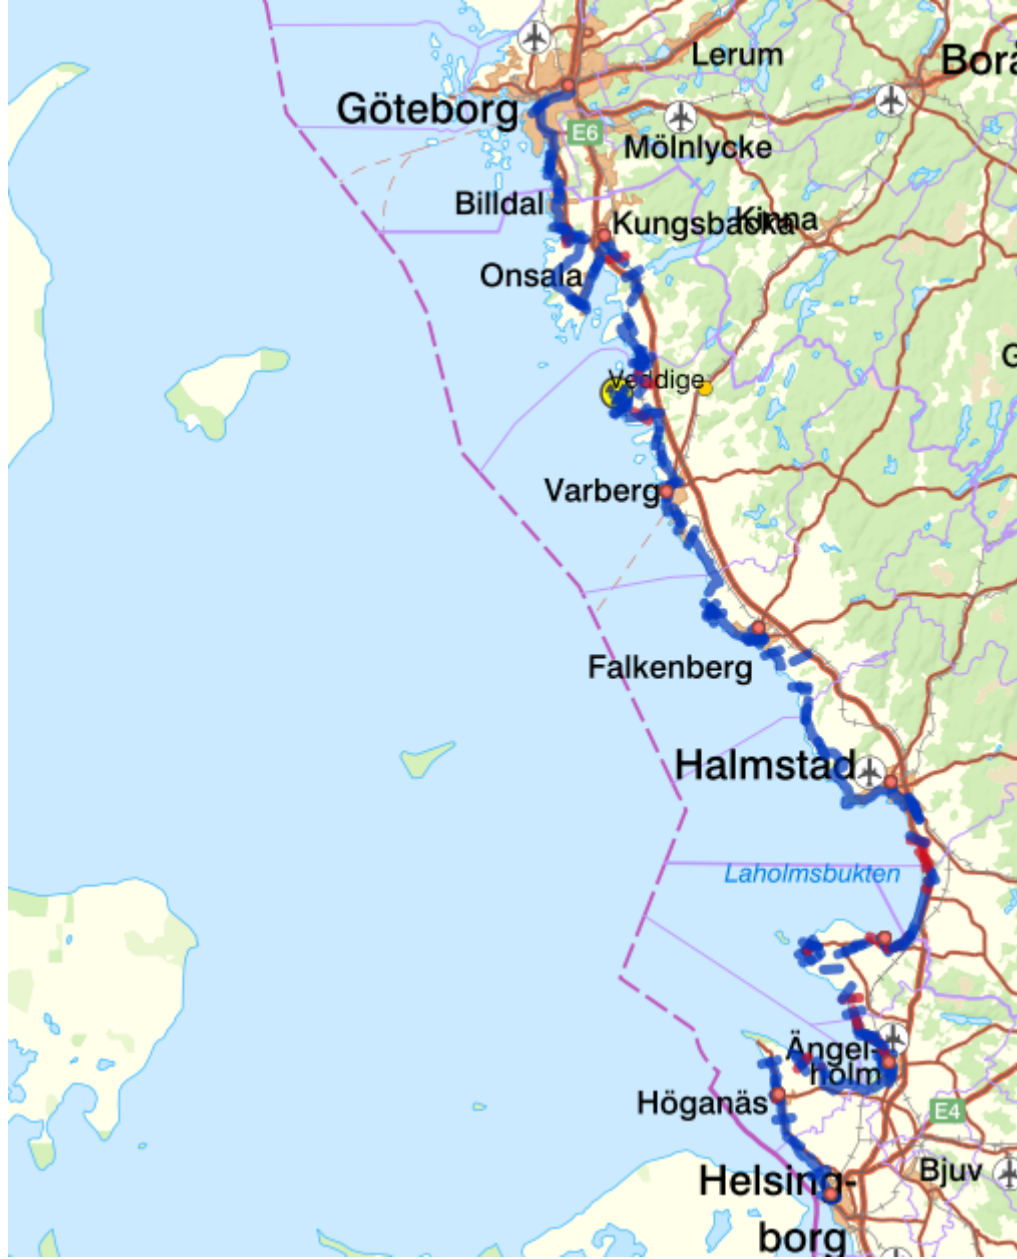 Lerum
Borå
Göteborg
E6
Mölnlycke
Billdal
Kungsbacka
Kinna
Onsala
G
Veddige
Varberg
Falkenberg
Halmstad
Laholmsbukten
Ängel-
holm
Höganäs
E4
Helsing-
borg
Bjuv